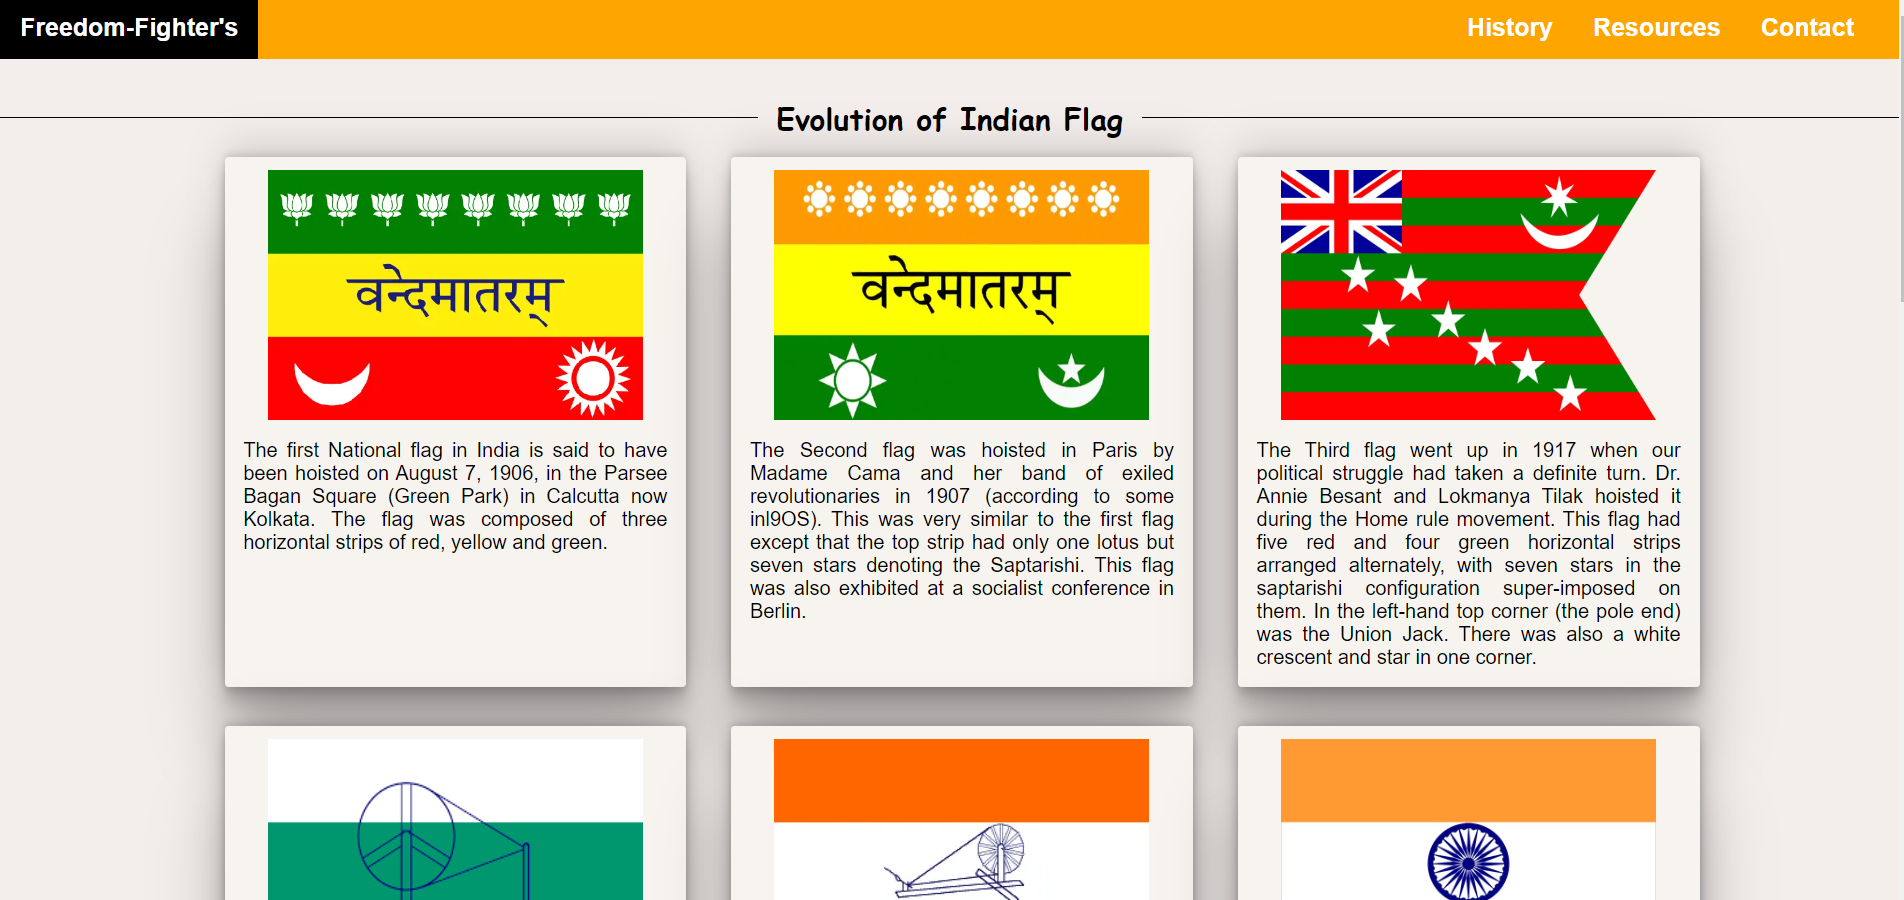 Freedom-Fighter's
History Resources Contact
Evolution of Indian Flag
वन्देमातरम्
The first National flag in India is said to have
been hoisted on August 7, 1906, in the Parsee
Bagan Square (Green Park) in Calcutta now
Kolkata. The flag was composed of three
horizontal strips of red, yellow and green.
वन्देमातरम्
The Second flag was hoisted in Paris by
Madame Cama and her band of exiled
revolutionaries in 1907 (according to some
inl9OS). This was very similar to the first flag
except that the top strip had only one lotus but
seven stars denoting the Saptarishi. This flag
was also exhibited at a socialist conference in
Berlin.
The Third flag went up in 1917 when our
political struggle had taken a definite turn. Dr.
Annie Besant and Lokmanya Tilak hoisted it
during the Home rule movement. This flag had
five red and four green horizontal strips
arranged alternately, with seven stars in the
saptarishi configuration super-imposed on
them. In the left-hand top corner (the pole end)
was the Union Jack. There was also a white
crescent and star in one corner.